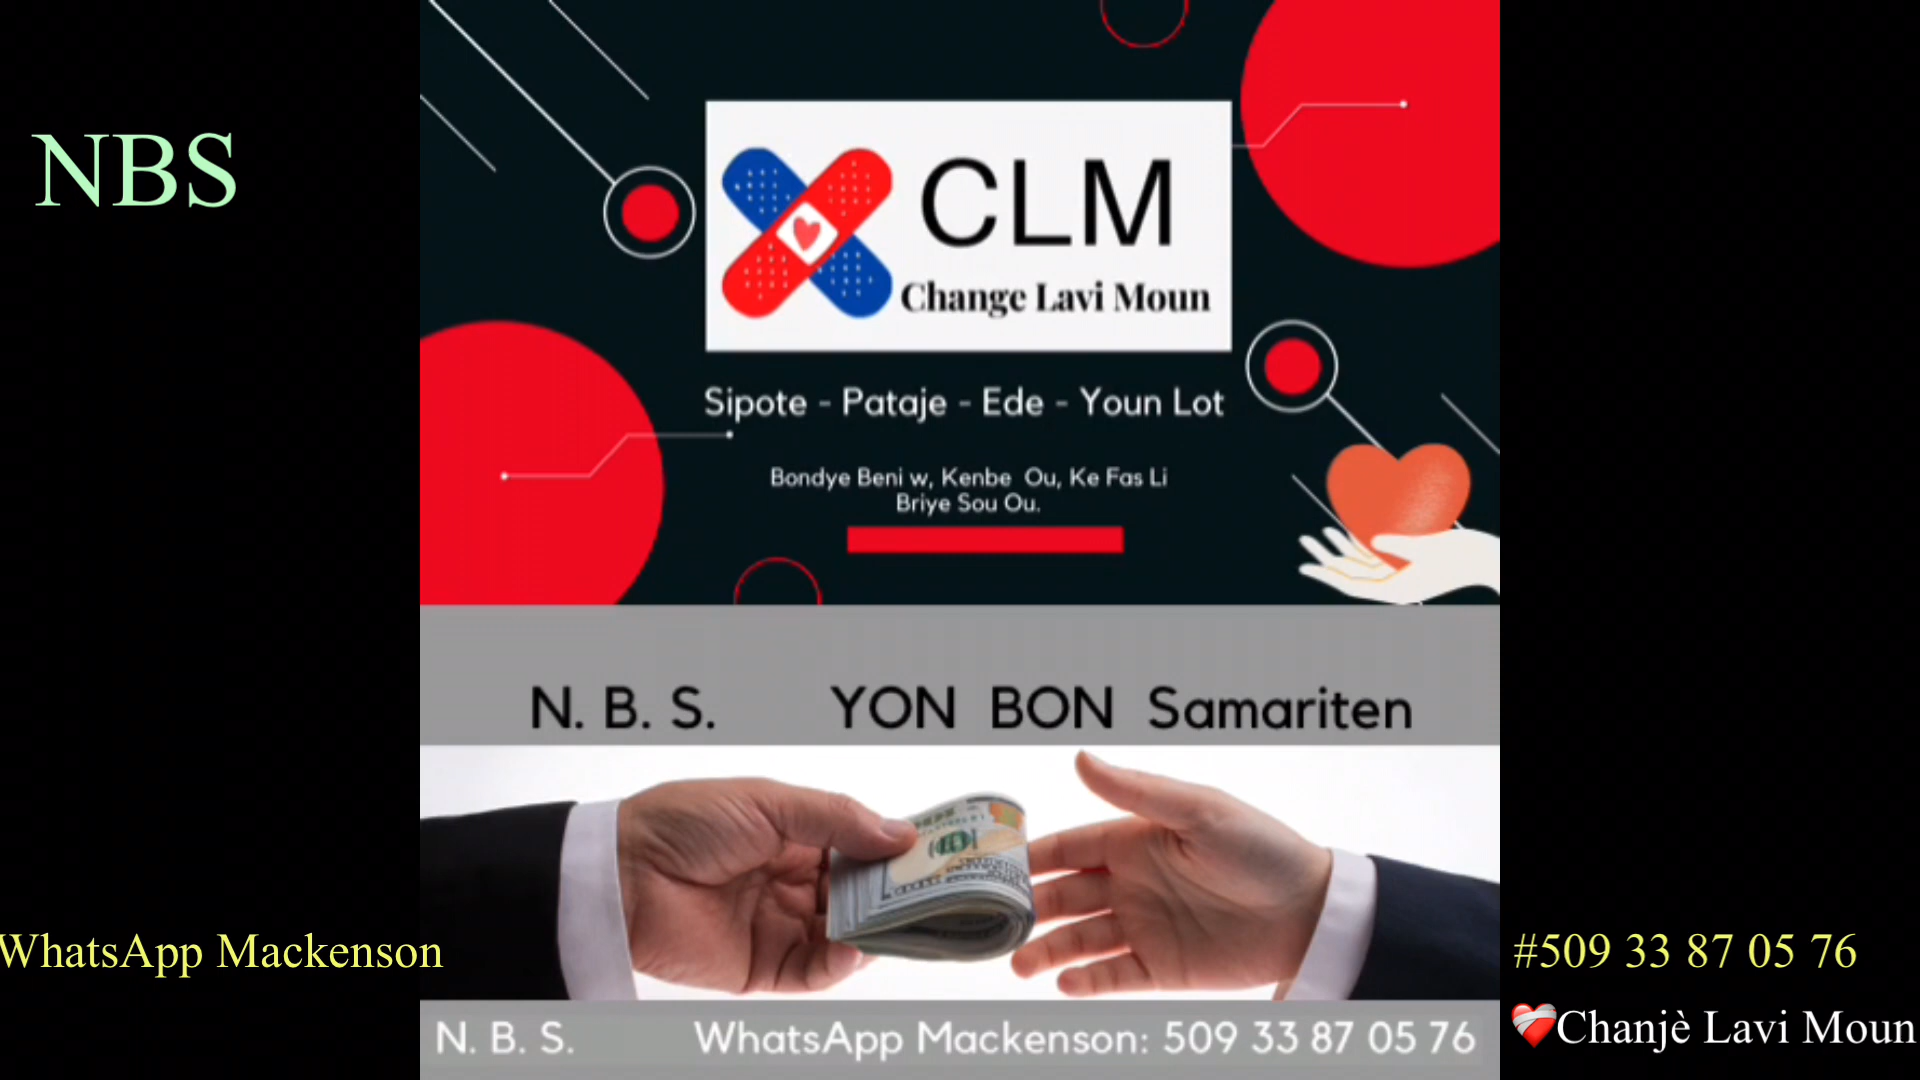 NBS
CLM
Change Lavi Moun
Sipote - Pataje - Ede - Youn Lot
Bondye Beni w, Kenbe Ou, Ke Fas Li
Briye Sou Ou.
N. B. S. YON BON Samariten
WhatsApp Mackenson
#509 33 87 05 76
N. B. S. WhatsApp Mackenson: 509 33 87 05 76
❤️‍🩹Chanjè Lavi Moun